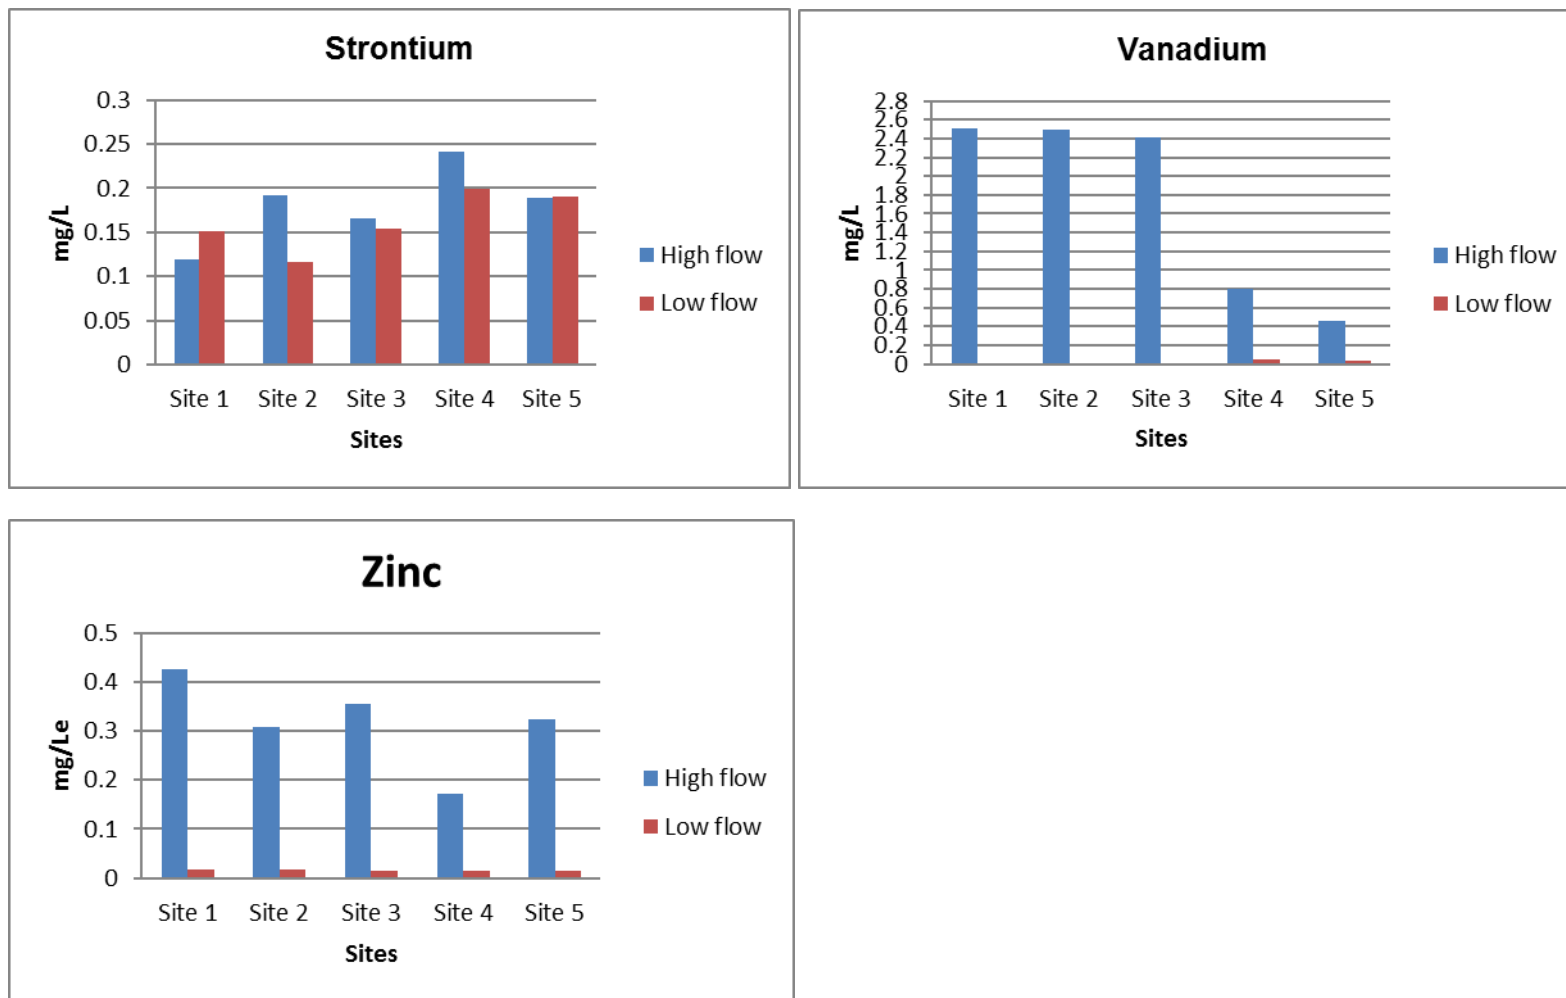 Strontium
0.3
0.25
0.2
0.15
0.1
0.05
0
mg/L
Site 1 Site 2 Site 3 Site 4 Site 5
Sites
High flow
Low flow
Vanadium
2.8
2.6
2.4
2.2
2
1.8
1.6
1.4
1.2
1
0.8
0.6
0.4
0.2
0
mg/L
Site 1 Site 2 Site 3 Site 4 Site 5
Sites
High flow
Low flow
Zinc
0.5
0.4
0.3
0.2
0.1
0
mg/Le
Site 1 Site 2 Site 3 Site 4 Site 5
Sites
High flow
Low flow